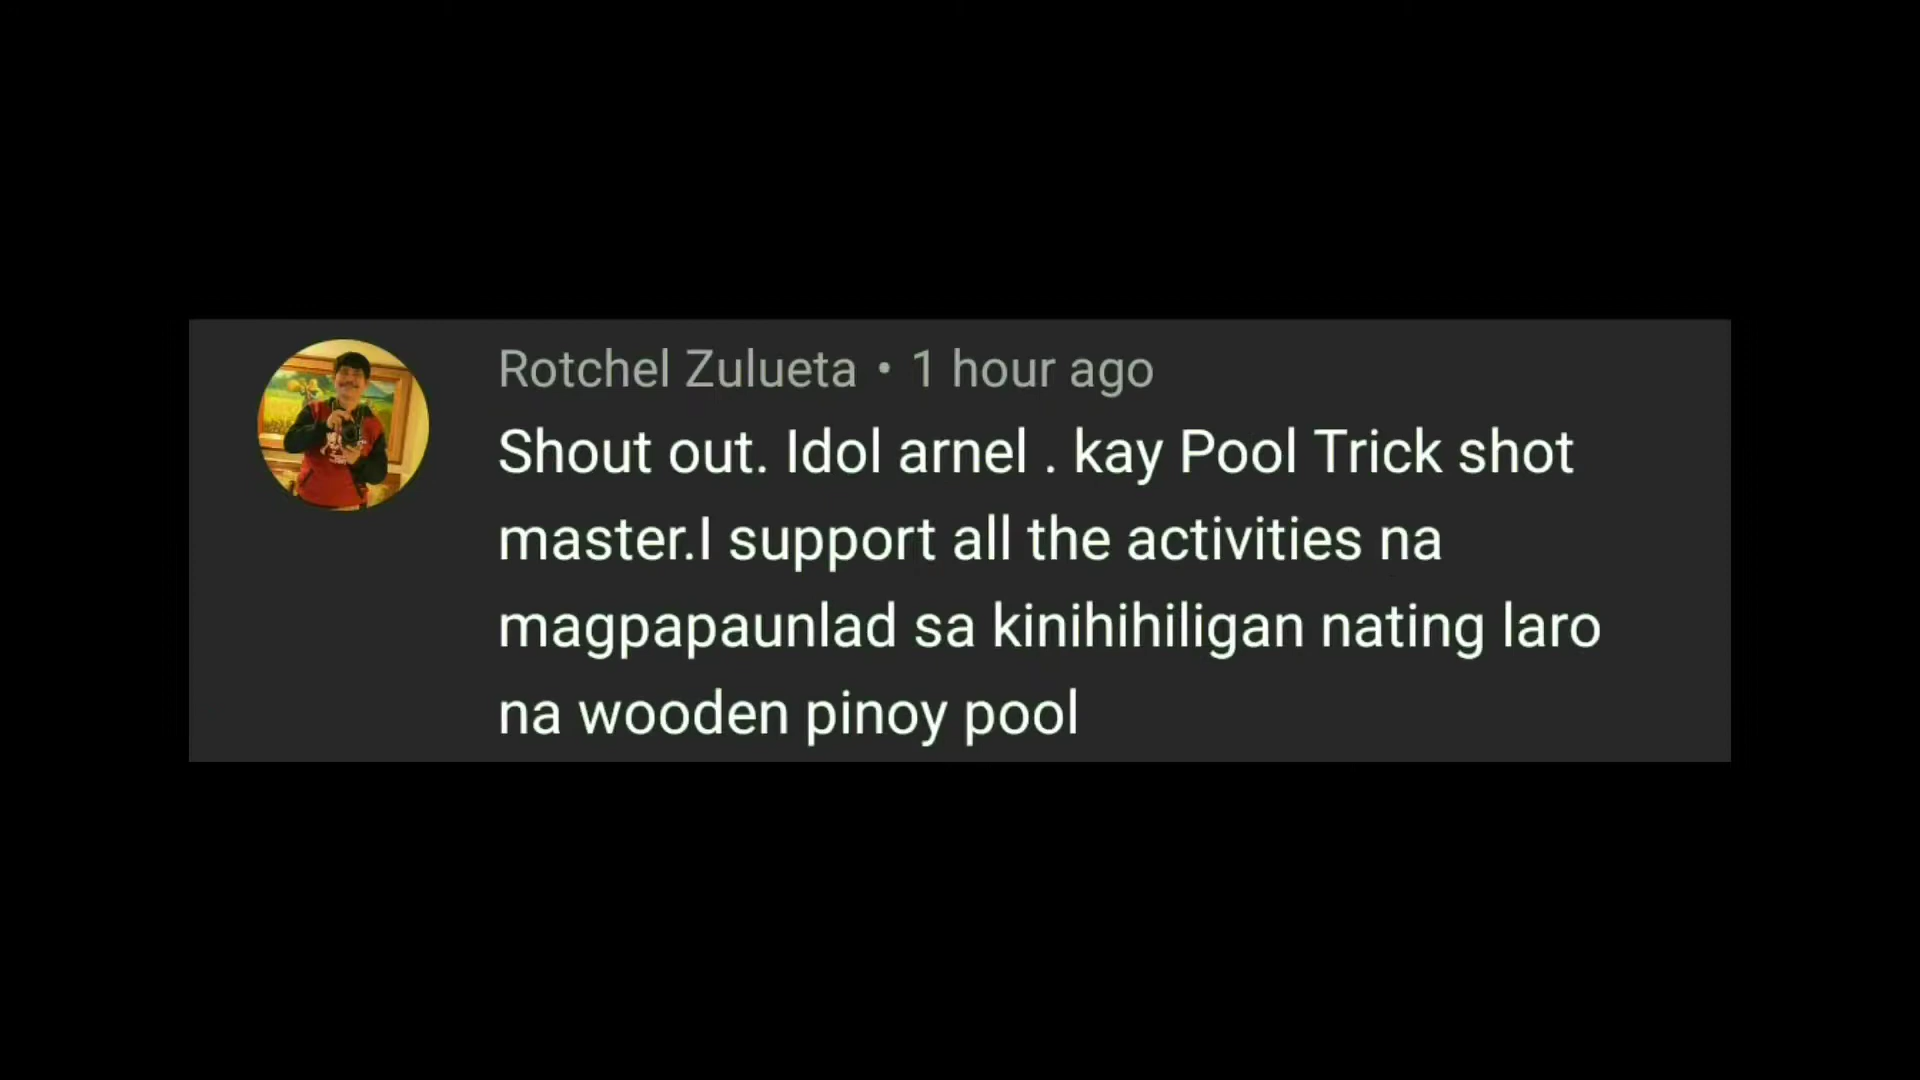 Rotchel Zulueta • 1 hour ago
Shout out. Idol arnel . kay Pool Trick shot
master.I support all the activities na
magpapaunlad sa kinihihiligan nating laro
na wooden pinoy pool